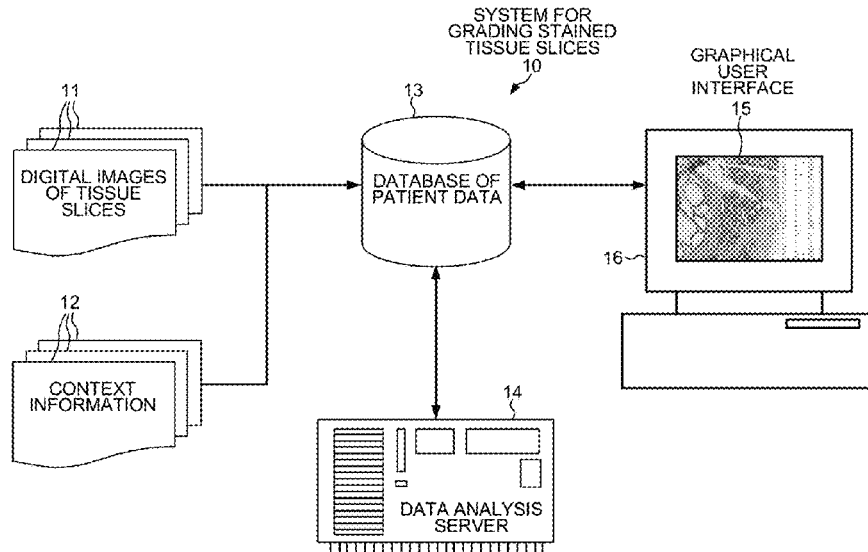 SYSTEM FOR
GRADING STAINED
TISSUE SLICES
10
GRAPHICAL
USER
INTERFACE
15
11
13
DIGITAL IMAGES
OF TISSUE
SLICES
DATABASE OF
PATIENT DATA
16
12
CONTEXT
INFORMATION
14
DATA ANALYSIS
SERVER